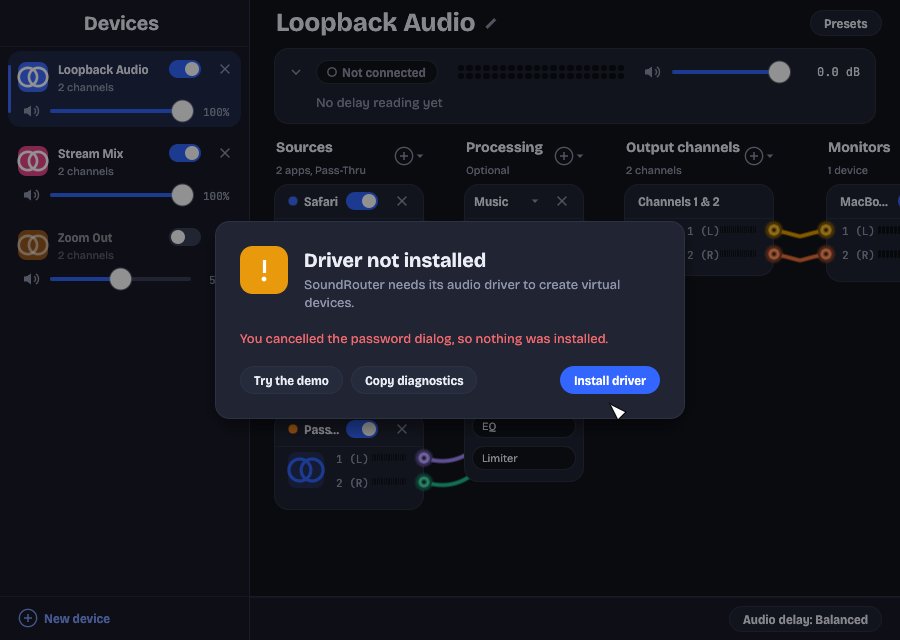 Devices
Loopback Audio
2 channels
100%
Stream Mix
2 channels
100%
Zoom Out
2 channels
New device
Loopback Audio
Presets
Not connected
0.0 dB
No delay reading yet
Sources
2 apps, Pass-Thru
Processing
Optional
Output channels
2 channels
Monitors
1 device
Safari
Music
Channels 1 & 2
MacBo...
1 (L)
2 (R)
1 (L)
2 (R)
Driver not installed
SoundRouter needs its audio driver to create virtual
devices.
You cancelled the password dialog, so nothing was installed.
Try the demo
Copy diagnostics
Install driver
Pass...
1 (L)
2 (R)
EQ
Limiter
Audio delay: Balanced